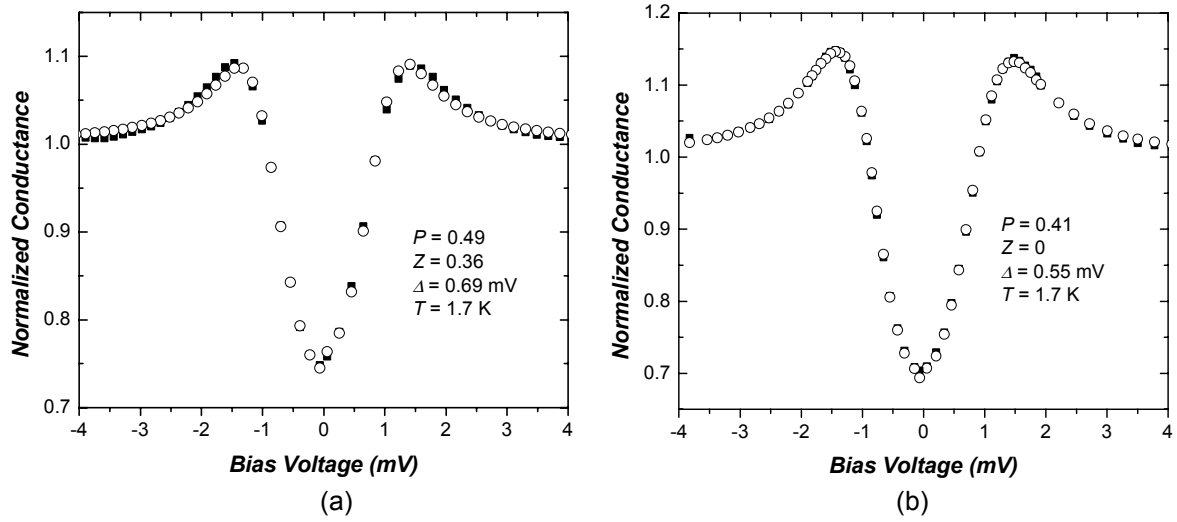 1.1
1.0
0.9
0.8
0.7
Normalized Conductance
P = 0.49
Z = 0.36
Δ = 0.69 mV
T = 1.7 K
-4 -3 -2 -1 0 1 2 3 4
Bias Voltage (mV)
(a)
1.2
1.1
1.0
0.9
0.8
0.7
Normalized Conductance
P = 0.41
Z = 0
Δ = 0.55 mV
T = 1.7 K
-4 -3 -2 -1 0 1 2 3 4
Bias Voltage (mV)
(b)